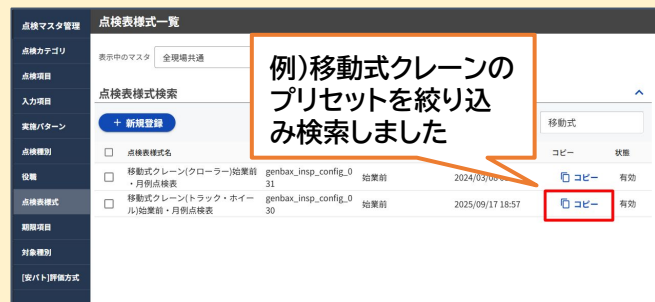 点検マスタ管理
点検表様式一覧
点検カテゴリ
点検項目
入力項目
実施パターン
点検種別
役職
点検表様式
期限項目
対象種別
[安パト]評価方式
表示中のマスタ 全現場共通
点検表様式検索
+ 新規登録
移動式
点検表様式名
コピー 状態
移動式クレーン(クローラー)始業前・月例点検表 genbax_insp_config_031 始業前 2024/03/08 コピー 有効
移動式クレーン(トラック・ホイール)始業前・月例点検表 genbax_insp_config_030 始業前 2025/09/17 18:57 コピー 有効
例)移動式クレーンの
プリセットを絞り込
み検索しました